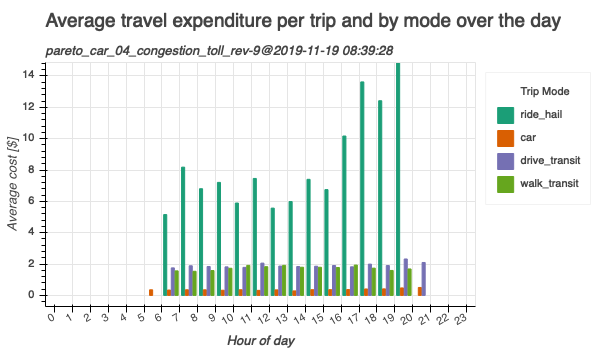 Average travel expenditure per trip and by mode over the day
pareto_car_04_congestion_toll_rev-9@2019-11-19 08:39:28
14
12
10
8
6
4
2
0
Average cost [$]
0 1 2 3 4 5 6 7 8 9 10 11 12 13 14 15 16 17 18 19 20 21 22 23
Hour of day
Trip Mode
ride_hail
car
drive_transit
walk_transit